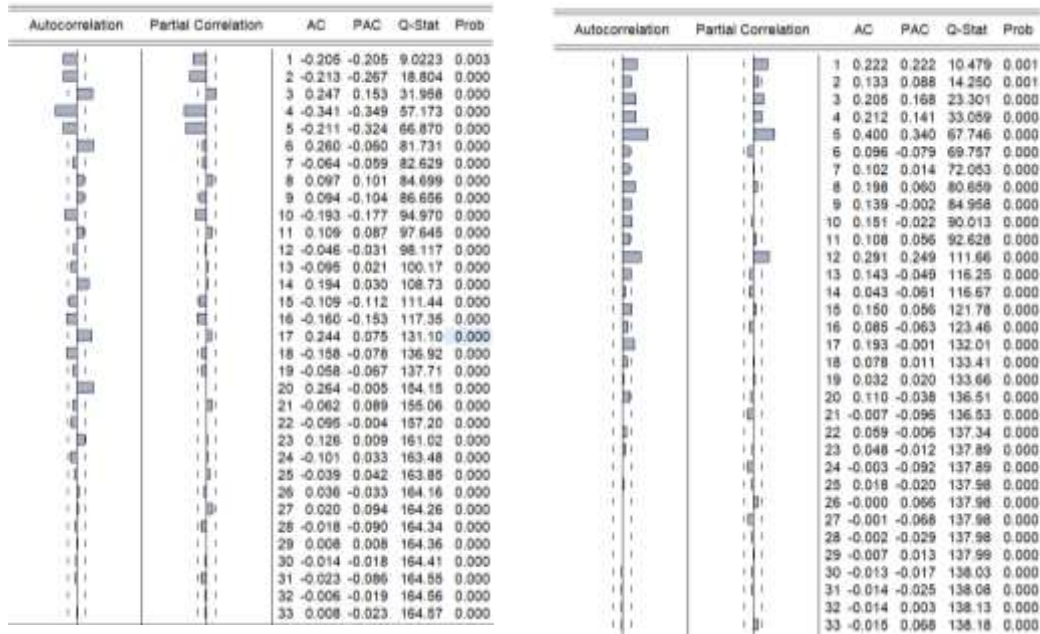 Autocorrelation Partial Correlation AC PAC Q-Stat Prob
1 -0.205 -0.205 9.0223 0.003
2 -0.213 -0.267 18.804 0.000
3 0.247 0.153 31.958 0.000
4 -0.341 -0.349 57.173 0.000
5 -0.211 -0.324 66.870 0.000
6 0.260 -0.060 81.731 0.000
7 -0.064 -0.059 82.629 0.000
8 0.097 0.101 84.699 0.000
9 0.094 -0.104 86.656 0.000
10 -0.193 -0.177 94.970 0.000
11 0.109 0.087 97.645 0.000
12 -0.046 -0.031 98.117 0.000
13 -0.095 0.021 100.17 0.000
14 0.194 0.030 108.73 0.000
15 -0.109 -0.112 111.44 0.000
16 -0.160 -0.153 117.35 0.000
17 0.244 0.075 131.10 0.000
18 -0.158 -0.078 136.92 0.000
19 -0.058 -0.067 137.71 0.000
20 0.264 -0.005 154.15 0.000
21 -0.062 0.089 155.06 0.000
22 -0.095 -0.004 157.20 0.000
23 0.126 0.009 161.02 0.000
24 -0.101 0.033 163.48 0.000
25 -0.039 0.042 163.85 0.000
26 0.036 -0.033 164.16 0.000
27 0.020 0.094 164.26 0.000
28 -0.018 -0.090 164.34 0.000
29 0.008 0.008 164.36 0.000
30 -0.014 -0.018 164.41 0.000
31 -0.023 -0.086 164.55 0.000
32 -0.006 -0.019 164.56 0.000
33 0.008 -0.023 164.57 0.000
Autocorrelation Partial Correlation AC PAC Q-Stat Prob
1 0.222 0.222 10.479 0.001
2 0.133 0.088 14.250 0.001
3 0.205 0.168 23.301 0.000
4 0.212 0.141 33.059 0.000
5 0.400 0.340 67.746 0.000
6 0.096 -0.079 69.757 0.000
7 0.102 0.014 72.053 0.000
8 0.198 0.060 80.659 0.000
9 0.139 -0.002 84.958 0.000
10 0.151 -0.022 90.013 0.000
11 0.108 0.056 92.628 0.000
12 0.291 0.249 111.66 0.000
13 0.143 -0.049 116.25 0.000
14 0.043 -0.061 116.67 0.000
15 0.150 0.056 121.78 0.000
16 0.085 -0.063 123.46 0.000
17 0.193 -0.001 132.01 0.000
18 0.078 0.011 133.41 0.000
19 0.032 0.020 133.66 0.000
20 0.110 -0.038 136.51 0.000
21 -0.007 -0.096 136.53 0.000
22 0.059 -0.006 137.34 0.000
23 0.048 -0.012 137.89 0.000
24 -0.003 -0.092 137.89 0.000
25 0.018 -0.020 137.98 0.000
26 -0.000 0.066 137.98 0.000
27 -0.001 -0.068 137.98 0.000
28 -0.002 -0.029 137.98 0.000
29 -0.007 0.013 137.99 0.000
30 -0.013 -0.017 138.03 0.000
31 -0.014 -0.025 138.08 0.000
32 -0.014 0.003 138.13 0.000
33 -0.015 0.068 138.18 0.000